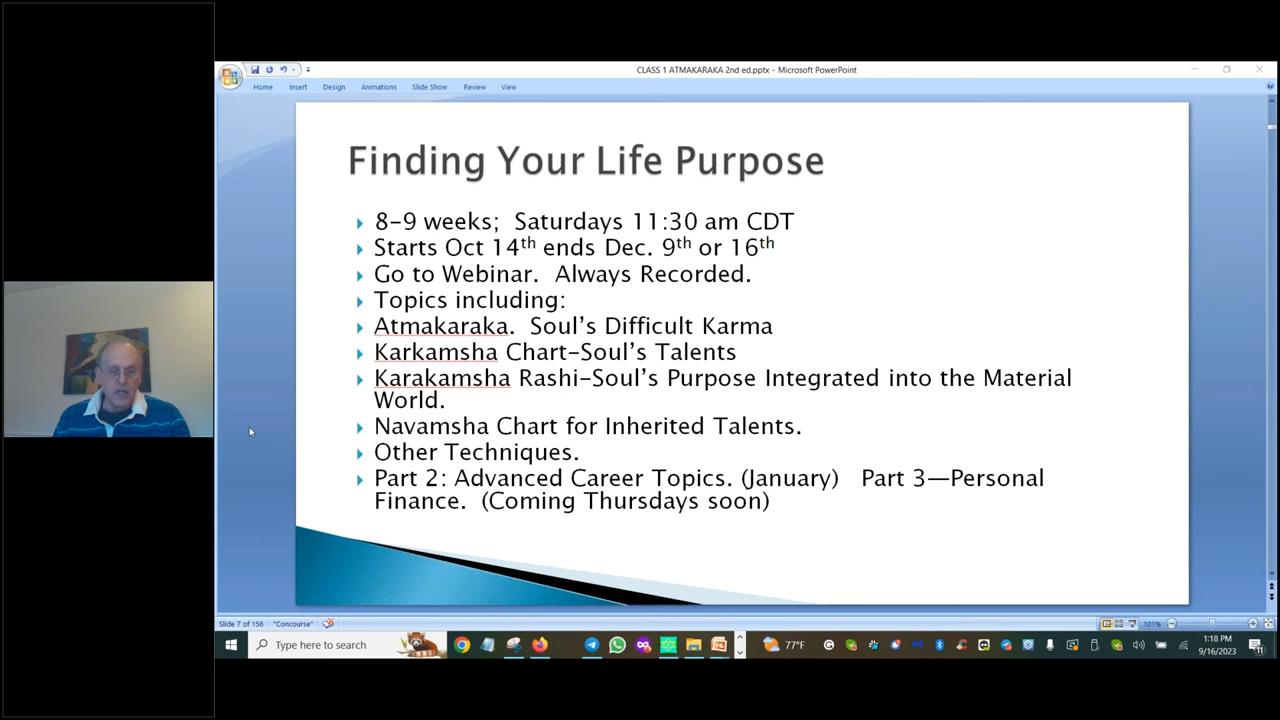 CLASS 1 ATMAKARAKA 2nd ed.pptx - Microsoft PowerPoint
Home Insert Design Animations Slide Show Review View
Finding Your Life Purpose
8-9 weeks; Saturdays 11:30 am CDT
Starts Oct 14th ends Dec. 9th or 16th
Go to Webinar. Always Recorded.
Topics including:
Atmakaraka. Soul's Difficult Karma
Karkamsha Chart-Soul's Talents
Karakamsha Rashi-Soul's Purpose Integrated into the Material
World.
Navamsha Chart for Inherited Talents.
Other Techniques.
Part 2: Advanced Career Topics. (January) Part 3—Personal
Finance. (Coming Thursdays soon)
Slide 7 of 156 "Concourse" 101%
Type here to search 77°F 1:18 PM
9/16/2023